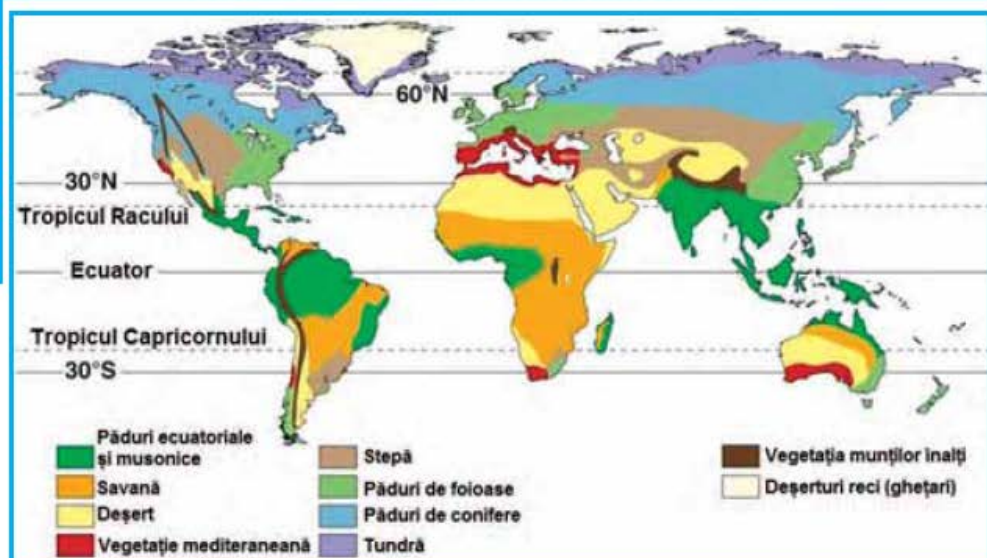 60°N
30°N
Tropicul Racului
Ecuator
Tropicul Capricornului
30°S
Păduri ecuatoriale
și musonice
Savană
Deșert
Vegetație mediteraneană
Stepă
Păduri de foioase
Păduri de conifere
Tundră
Vegetația munților înalți
Deșerturi reci (ghețari)